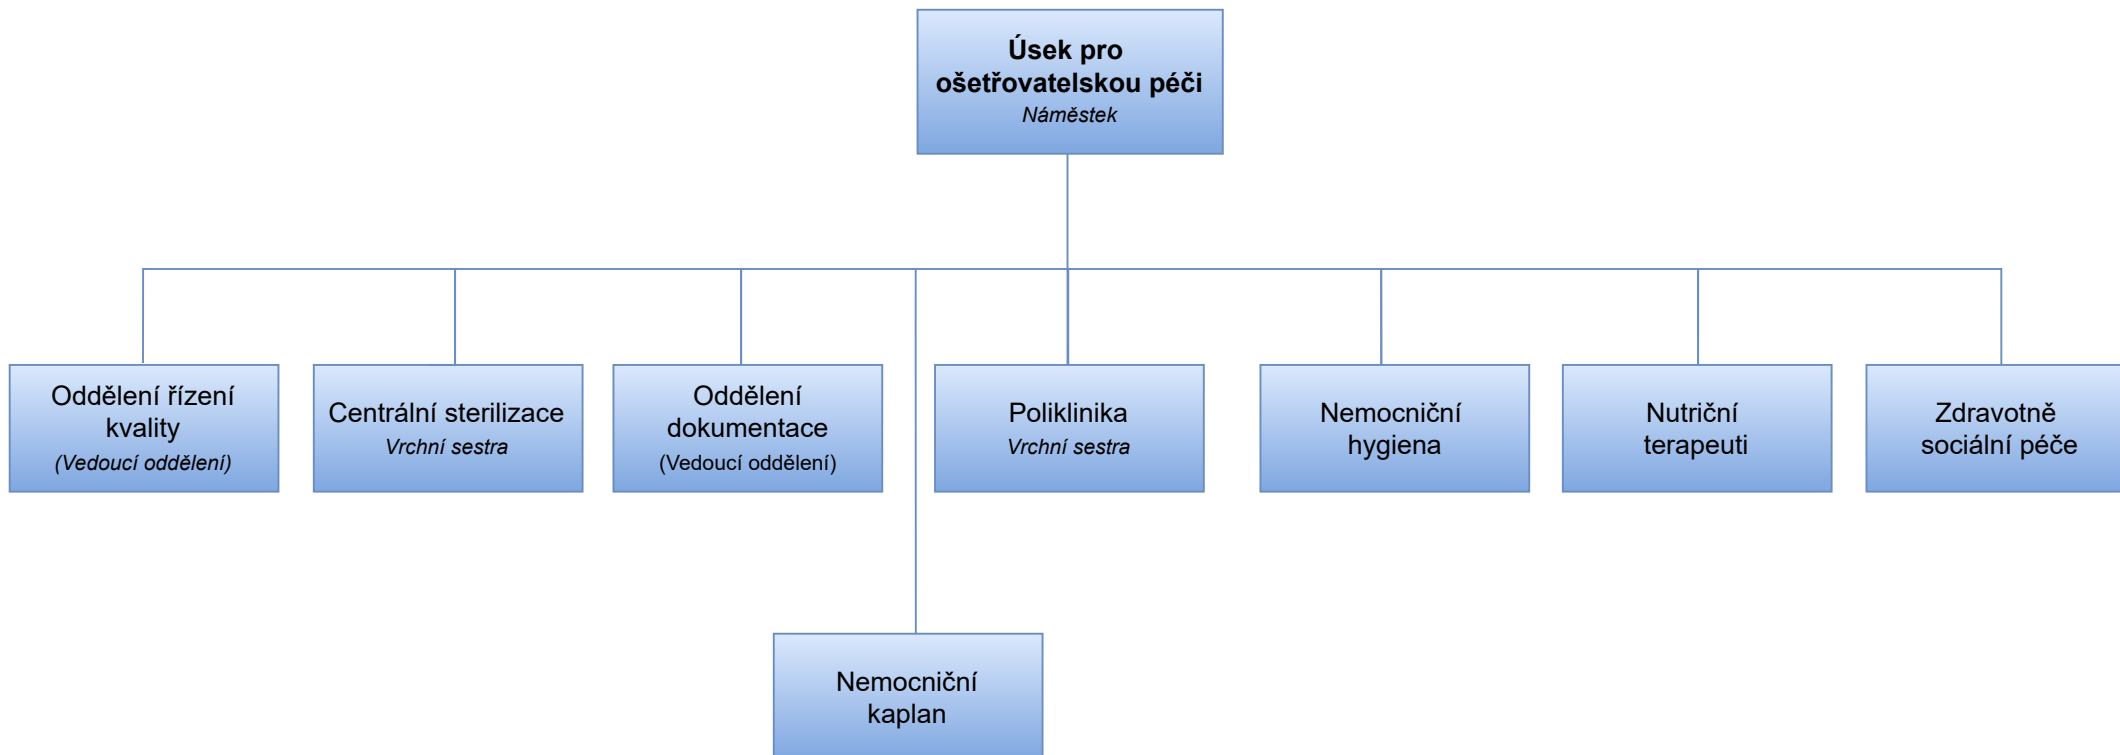 Úsek pro
ošetřovatelskou péči
Náměstek
Oddělení řízení
kvality
(Vedoucí oddělení)
Centrální sterilizace
Vrchní sestra
Oddělení
dokumentace
(Vedoucí oddělení)
Poliklinika
Vrchní sestra
Nemocniční
hygiena
Nutriční
terapeuti
Zdravotně
sociální péče
Nemocniční
kaplan